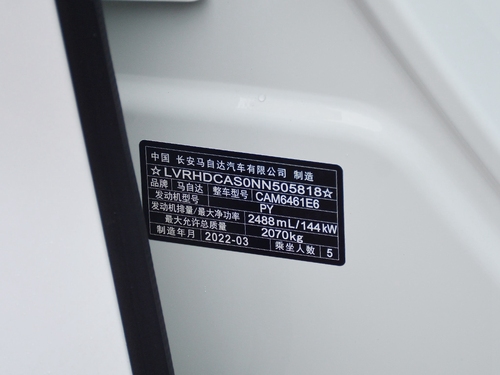 中国 长安马自达汽车有限公司 制造
☆LVRHDCAS0NN505818☆
品牌 马自达 整车型号 CAM6461E6
发动机型号 PY
发动机排量/最大净功率 2488mL/144kW
最大允许总质量 2070kg
制造年月 2022-03 乘坐人数 5